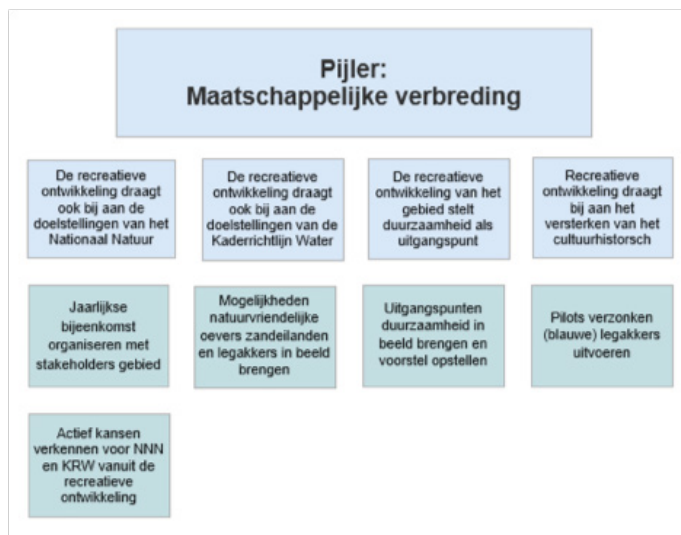 Pijler:
Maatschappelijke verbreding
De recreatieve
ontwikkeling draagt
ook bij aan de
doelstellingen van het
Nationaal Natuur
De recreatieve
ontwikkeling draagt
ook bij aan de
doelstellingen van de
Kaderrichtlijn Water
De recreatieve
ontwikkeling van het
gebied stelt
duurzaamheid als
uitgangspunt
Recreatieve
ontwikkeling draagt
bij aan het
versterken van het
cultuurhistorsch
Jaarlijkse
bijeenkomst
organiseren met
stakeholders gebied
Mogelijkheden
natuurvriendelijke
oevers zandeilanden
en legakkers in beeld
brengen
Uitgangspunten
duurzaamheid in
beeld brengen en
voorstel opstellen
Pilots verzonken
(blauwe) legakkers
uitvoeren
Actief kansen
verkennen voor NNN
en KRW vanuit de
recreatieve
ontwikkeling